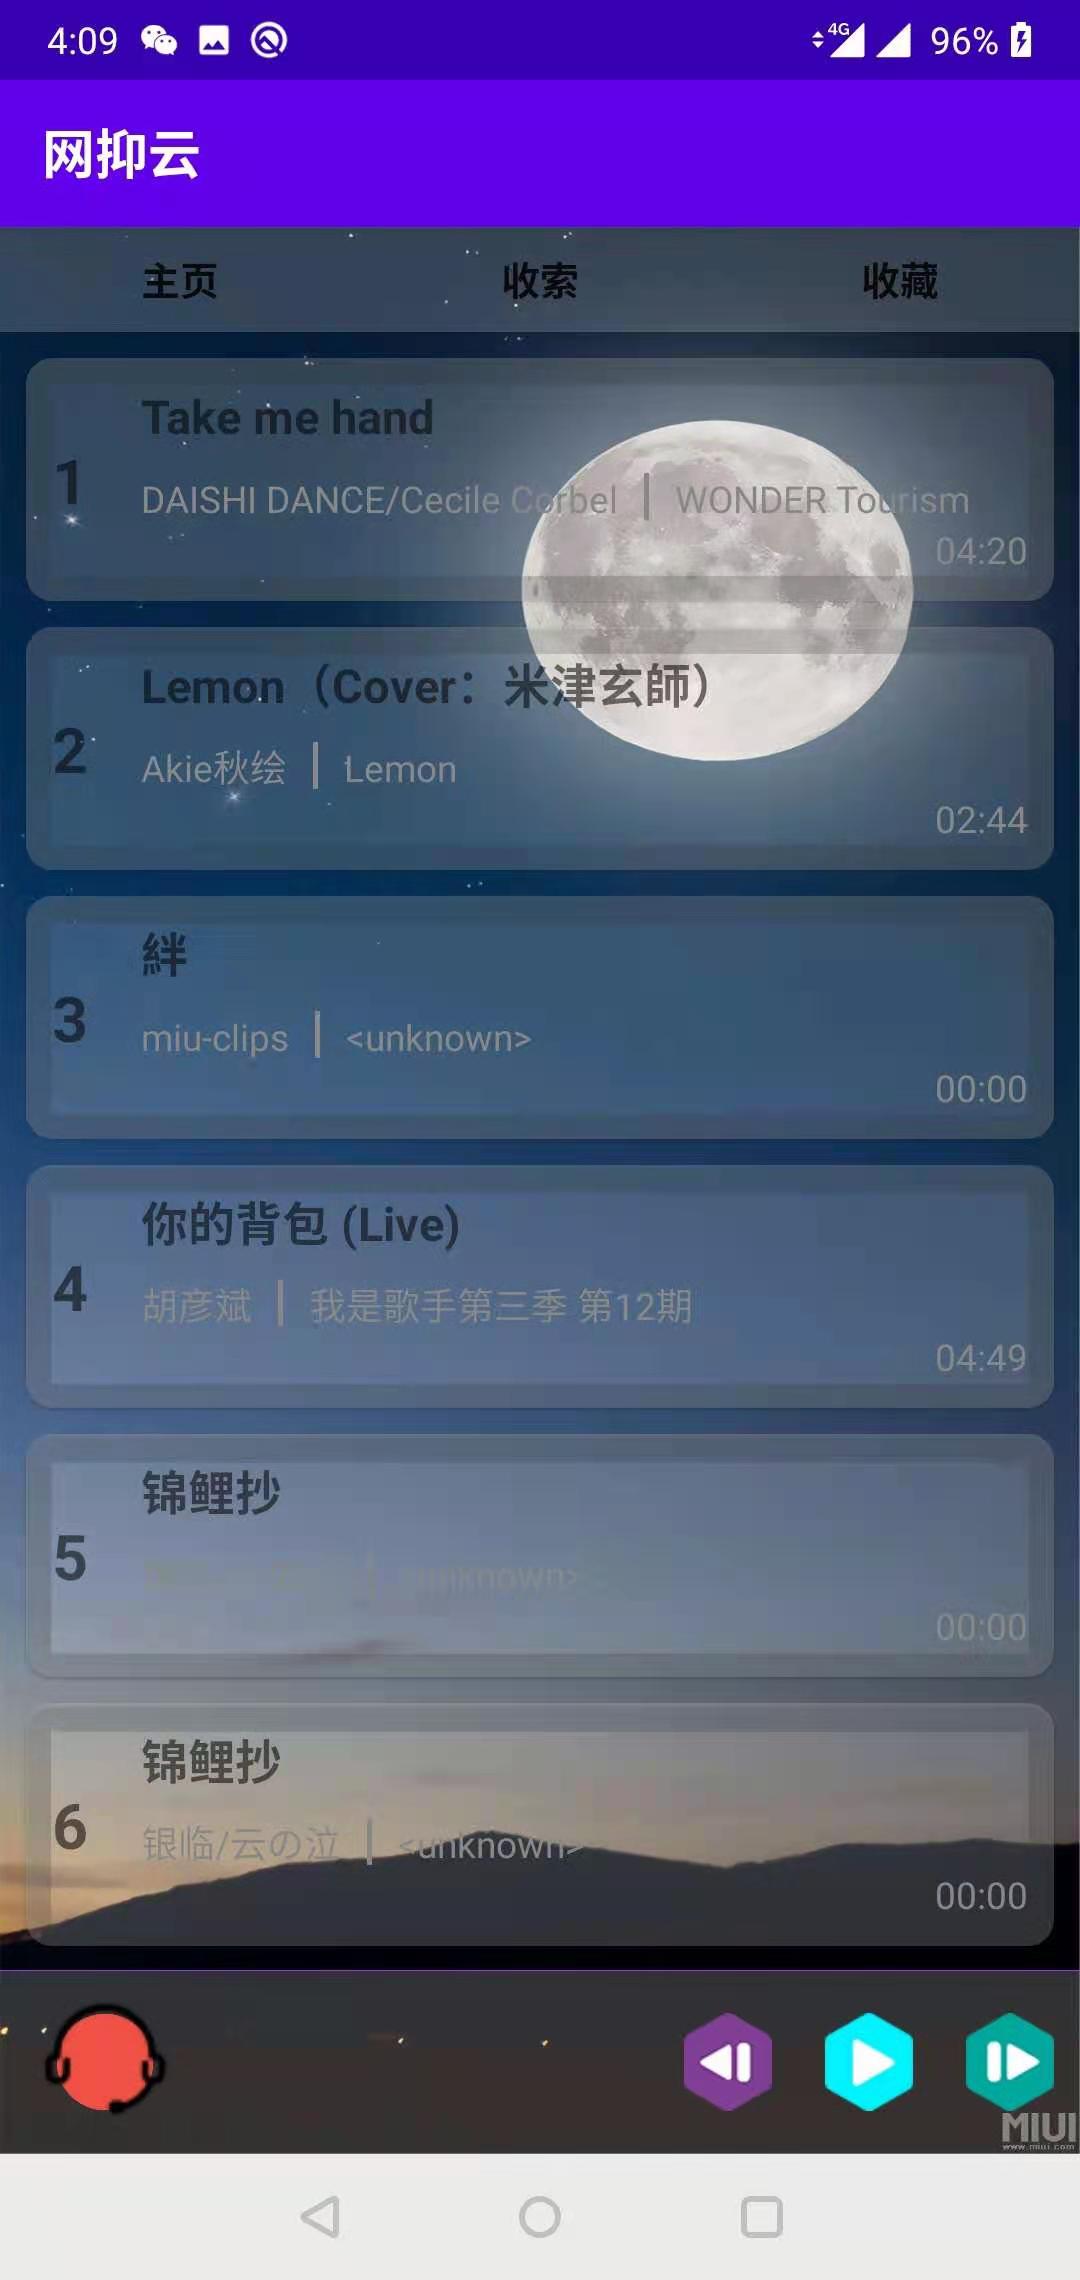 4:09 4G 96%
网抑云
主页 收索 收藏
Take me hand
1
DAISHI DANCE/Cecile Corbel | WONDER Tourism
04:20
Lemon（Cover：米津玄師）
2
Akie秋绘 | Lemon
02:44
絆
3
miu-clips | <unknown>
00:00
你的背包 (Live)
4
胡彦斌 | 我是歌手第三季 第12期
04:49
锦鲤抄
5
<unknown>
00:00
锦鲤抄
6
银临/云の泣 | <unknown>
00:00
MIUI
www.miui.com